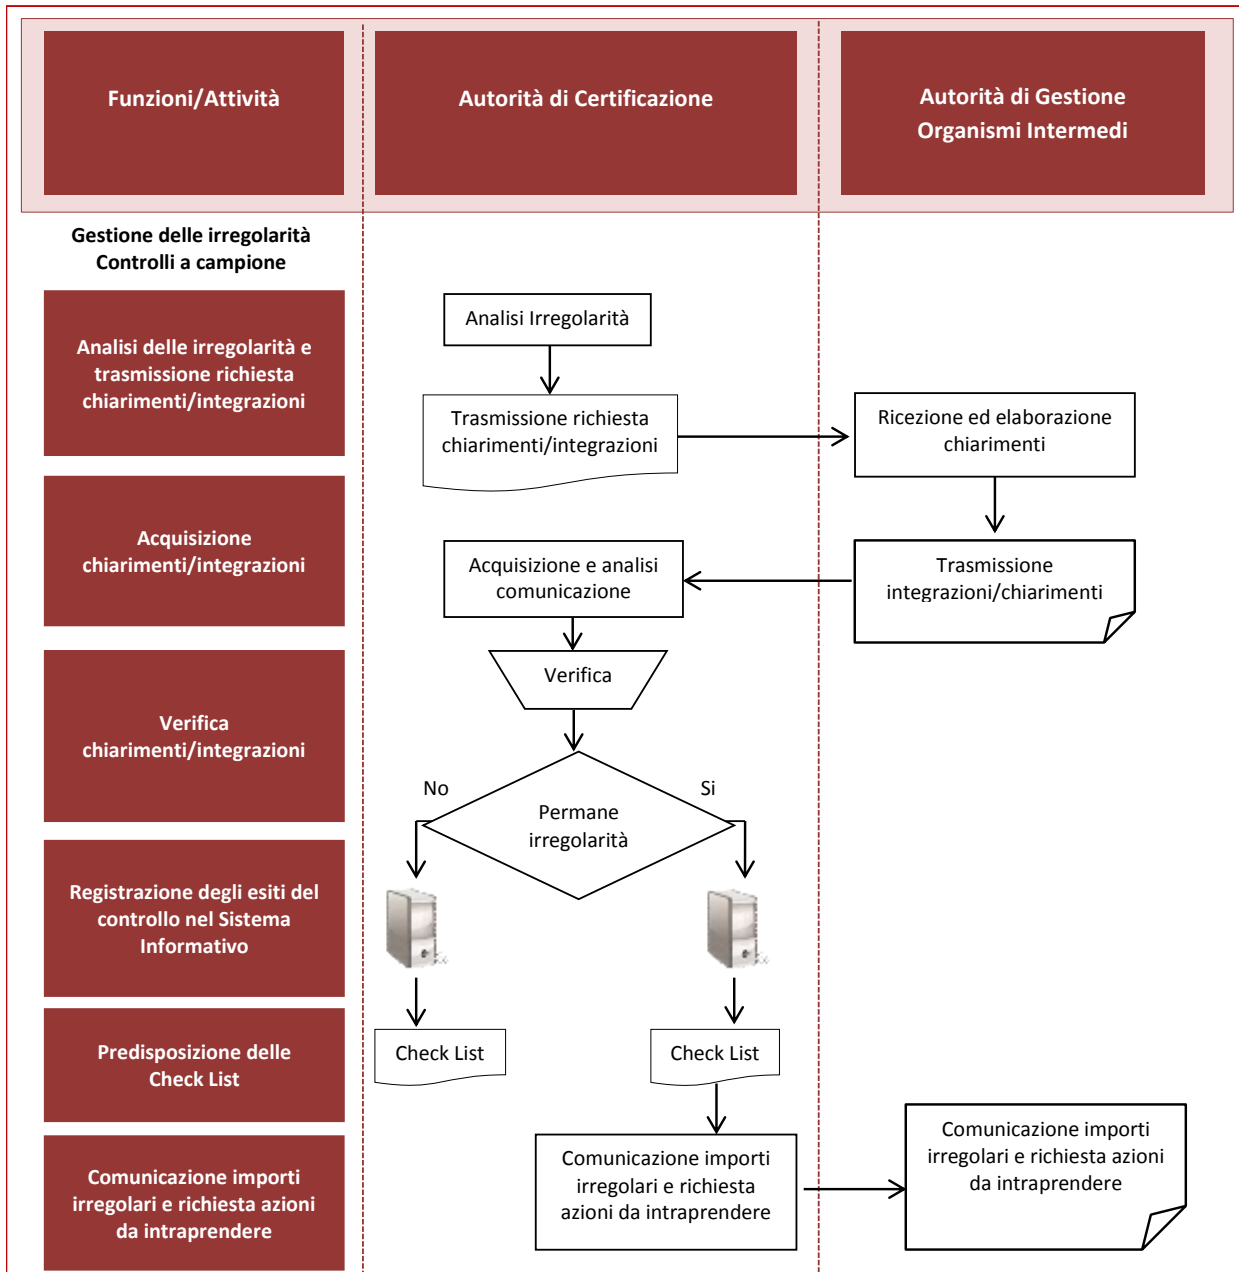 Funzioni/Attività
Autorità di Certificazione
Autorità di Gestione
Organismi Intermedi
Gestione delle irregolarità
Controlli a campione
Analisi delle irregolarità e
trasmissione richiesta
chiarimenti/integrazioni
Analisi Irregolarità
Trasmissione richiesta
chiarimenti/integrazioni
Ricezione ed elaborazione
chiarimenti
Acquisizione
chiarimenti/integrazioni
Acquisizione e analisi
comunicazione
Trasmissione
integrazioni/chiarimenti
Verifica
chiarimenti/integrazioni
Verifica
No
Si
Permane
irregolarità
Registrazione degli esiti del
controllo nel Sistema
Informativo
Predisposizione delle
Check List
Check List
Check List
Comunicazione importi
irregolari e richiesta azioni
da intraprendere
Comunicazione importi
irregolari e richiesta
azioni da intraprendere
Comunicazione importi
irregolari e richiesta azioni
da intraprendere